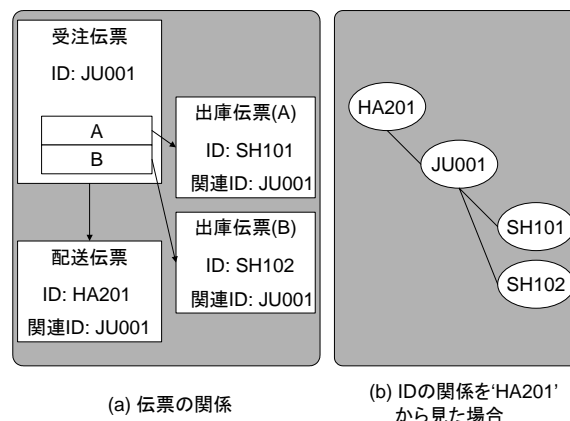 受注伝票
ID: JU001
A
B
出庫伝票(A)
ID: SH101
関連ID: JU001
出庫伝票(B)
ID: SH102
関連ID: JU001
配送伝票
ID: HA201
関連ID: JU001
(a) 伝票の関係
HA201
JU001
SH101
SH102
(b) IDの関係を‘HA201’
から見た場合